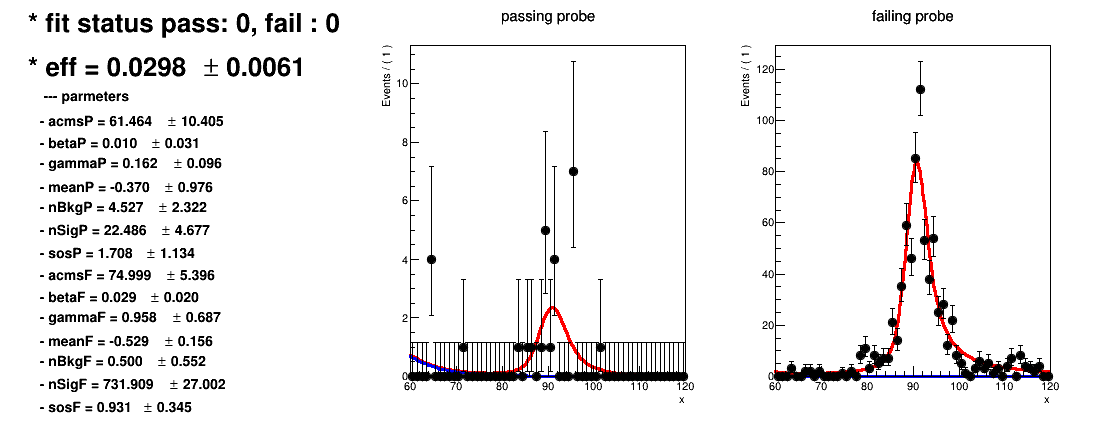 * fit status pass: 0, fail : 0
* eff = 0.0298 ± 0.0061
--- parmeters
- acmsP = 61.464 ± 10.405
- betaP = 0.010 ± 0.031
- gammaP = 0.162 ± 0.096
- meanP = -0.370 ± 0.976
- nBkgP = 4.527 ± 2.322
- nSigP = 22.486 ± 4.677
- sosP = 1.708 ± 1.134
- acmsF = 74.999 ± 5.396
- betaF = 0.029 ± 0.020
- gammaF = 0.958 ± 0.687
- meanF = -0.529 ± 0.156
- nBkgF = 0.500 ± 0.552
- nSigF = 731.909 ± 27.002
- sosF = 0.931 ± 0.345
passing probe
Events / ( 1 )
10
8
6
4
2
0
60 70 80 90 100 110 120
x
failing probe
Events / ( 1 )
120
100
80
60
40
20
0
60 70 80 90 100 110 120
x